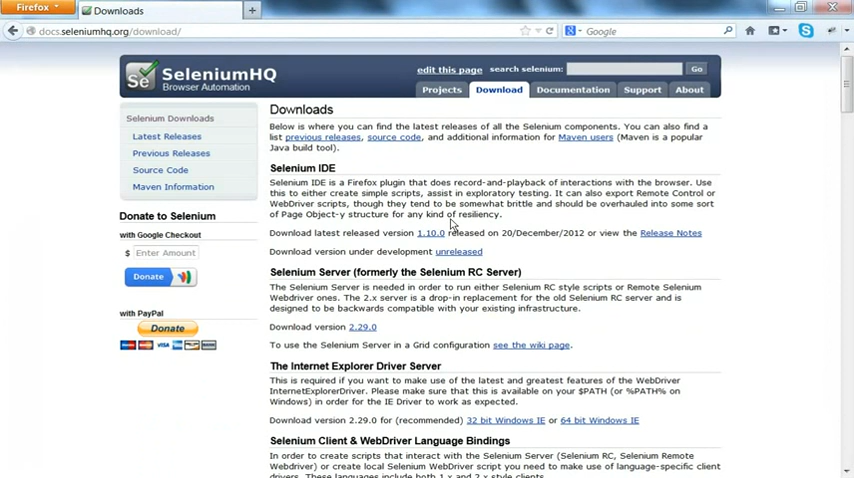 Firefox
Downloads
docs.seleniumhq.org/download/
Google
Se
SeleniumHQ
Browser Automation
edit this page
search selenium:
Go
Projects
Download
Documentation
Support
About
Selenium Downloads
Latest Releases
Previous Releases
Source Code
Maven Information
Donate to Selenium
with Google Checkout
$ Enter Amount
Donate
with PayPal
Donate
VISA
Downloads
Below is where you can find the latest releases of all the Selenium components. You can also find a
list previous releases, source code, and additional information for Maven users (Maven is a popular
Java build tool).
Selenium IDE
Selenium IDE is a Firefox plugin that does record-and-playback of interactions with the browser. Use
this to either create simple scripts, assist in exploratory testing. It can also export Remote Control or
WebDriver scripts, though they tend to be somewhat brittle and should be overhauled into some sort
of Page Object-y structure for any kind of resiliency.
Download latest released version 1.10.0 released on 20/December/2012 or view the Release Notes
Download version under development unreleased
Selenium Server (formerly the Selenium RC Server)
The Selenium Server is needed in order to run either Selenium RC style scripts or Remote Selenium
Webdriver ones. The 2.x server is a drop-in replacement for the old Selenium RC server and is
designed to be backwards compatible with your existing infrastructure.
Download version 2.29.0
To use the Selenium Server in a Grid configuration see the wiki page.
The Internet Explorer Driver Server
This is required if you want to make use of the latest and greatest features of the WebDriver
InternetExplorerDriver. Please make sure that this is available on your $PATH (or %PATH% on
Windows) in order for the IE Driver to work as expected.
Download version 2.29.0 for (recommended) 32 bit Windows IE or 64 bit Windows IE
Selenium Client & WebDriver Language Bindings
In order to create scripts that interact with the Selenium Server (Selenium RC, Selenium Remote
Webdriver) or create local Selenium WebDriver script you need to make use of language-specific client
drivers. These languages include both 1.x and 2.x style clients.